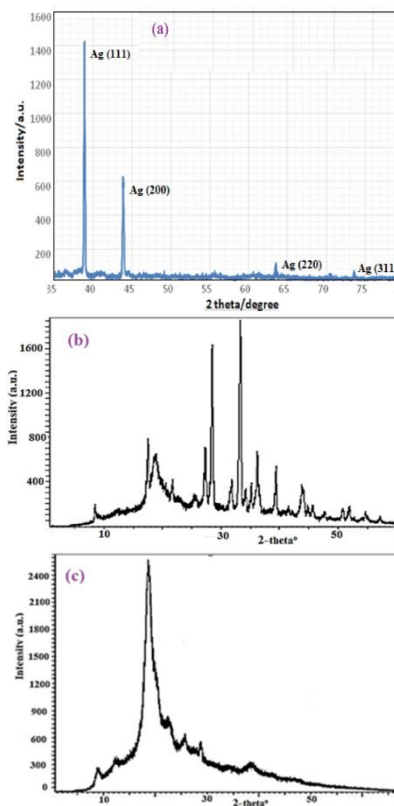 1600
(a)
1400
Ag (111)
1200
1000
800
Ag (200)
600
400
200
Ag (220)
Ag (311)
Intensity/a.u.
35 40 45 50 55 60 65 70 75
2 theta/degree
(b)
1600
1200
800
400
Intensity (a.u.)
10 30 50
2-theta°
(c)
2400
2100
1800
1500
1200
900
600
300
0
Intensity (a.u.)
10 30 50
2-theta°